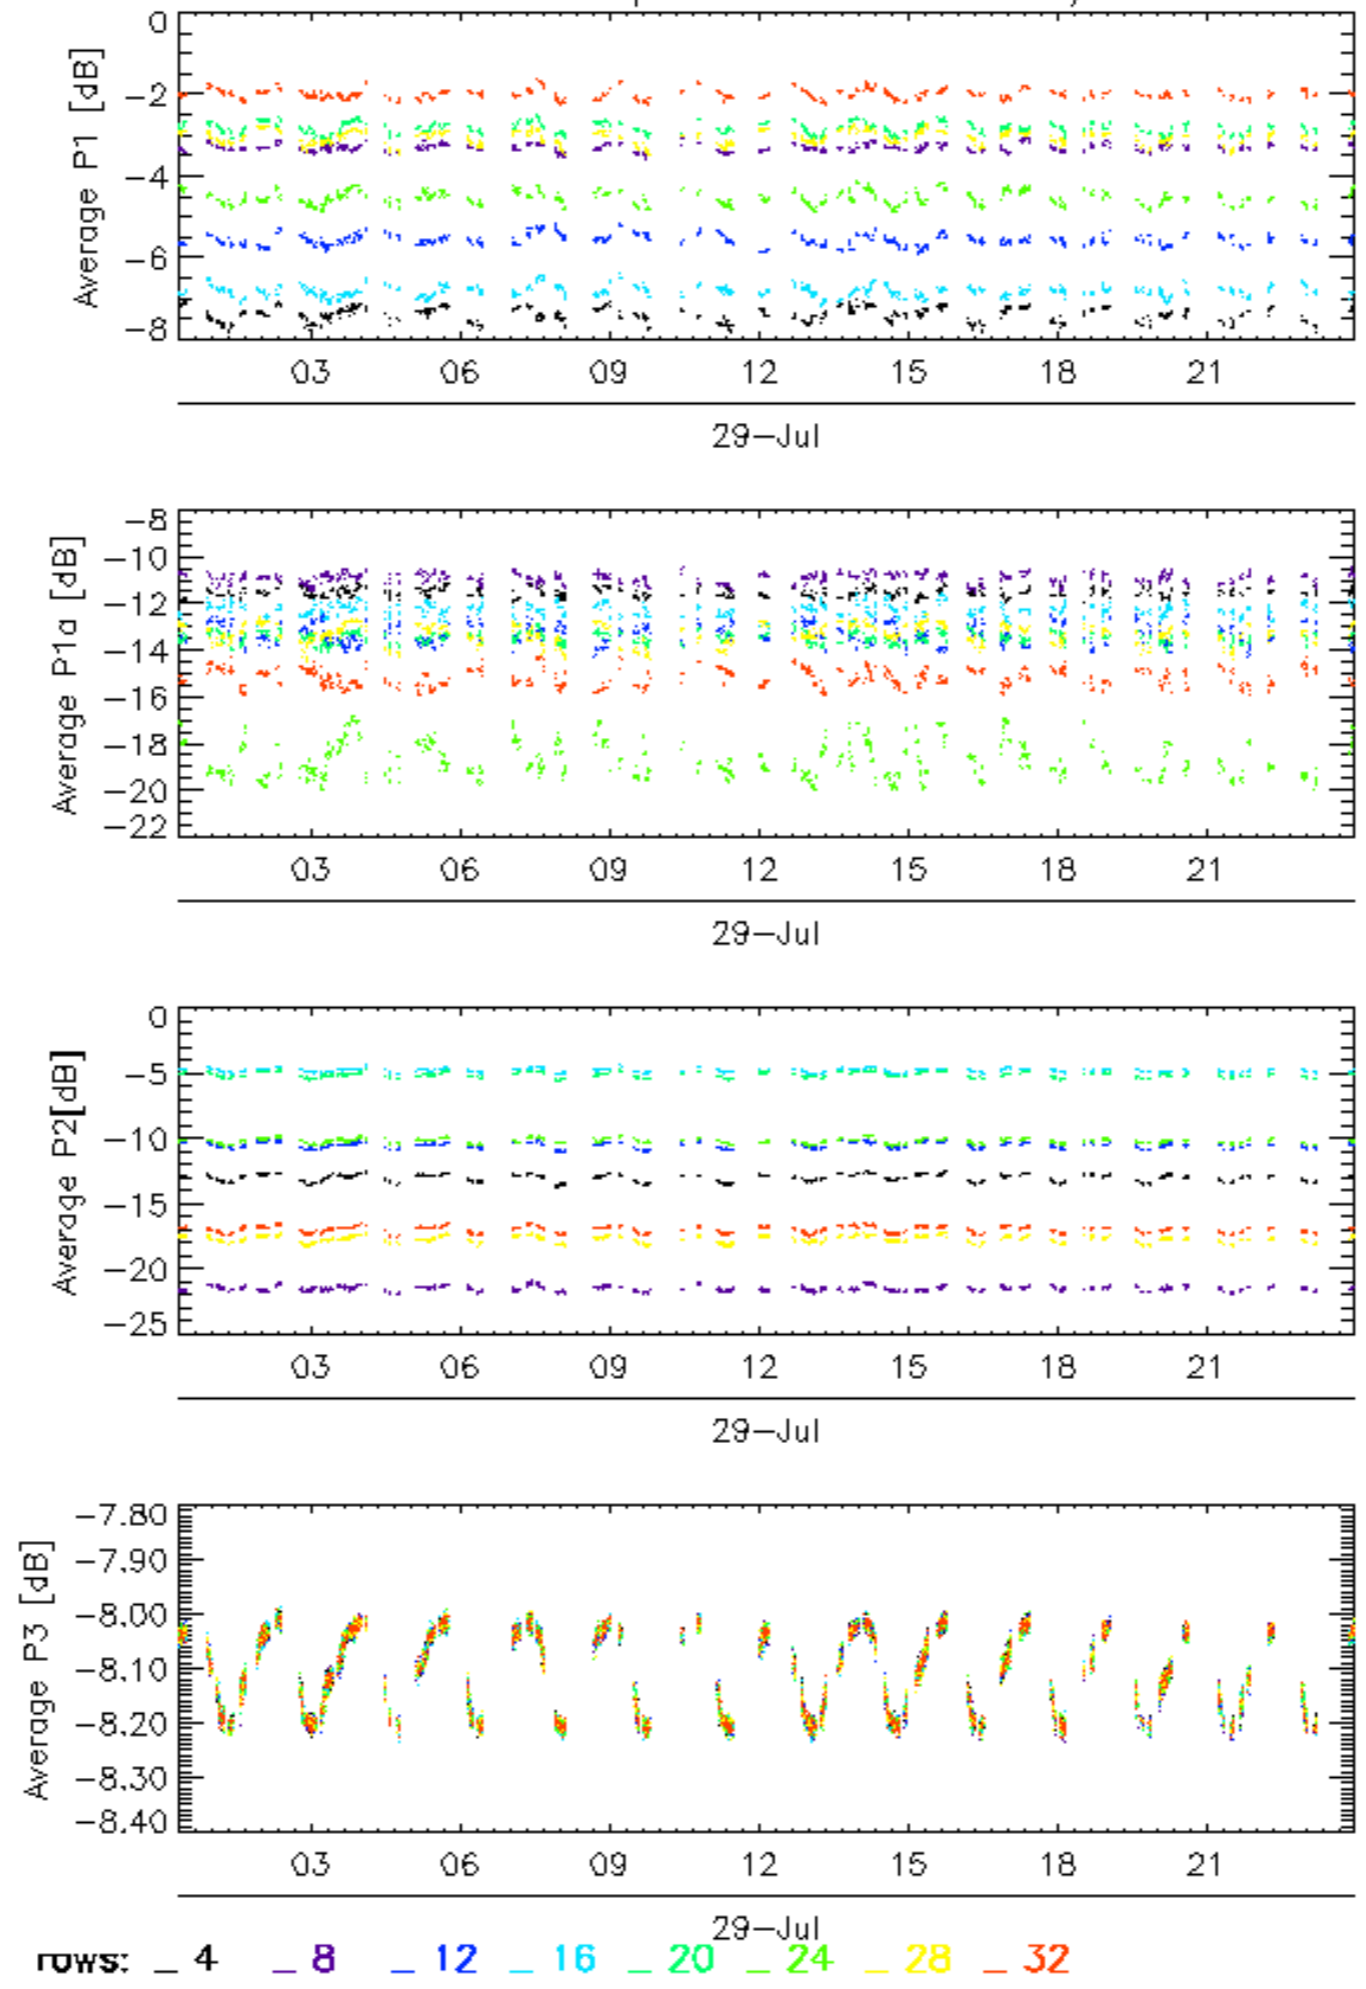 0
−2
−4
−6
−8
Average P1 [dB]
03 06 09 12 15 18 21
29−Jul
−8
−10
−12
−14
−16
−18
−20
−22
Average P1a [dB]
03 06 09 12 15 18 21
29−Jul
0
−5
−10
−15
−20
−25
Average P2[dB]
03 06 09 12 15 18 21
29−Jul
−7.80
−7.90
−8.00
−8.10
−8.20
−8.30
−8.40
Average P3 [dB]
03 06 09 12 15 18 21
29−Jul
rows: _ 4 _ 8 _ 12 _ 16 _ 20 _ 24 _ 28 _ 32